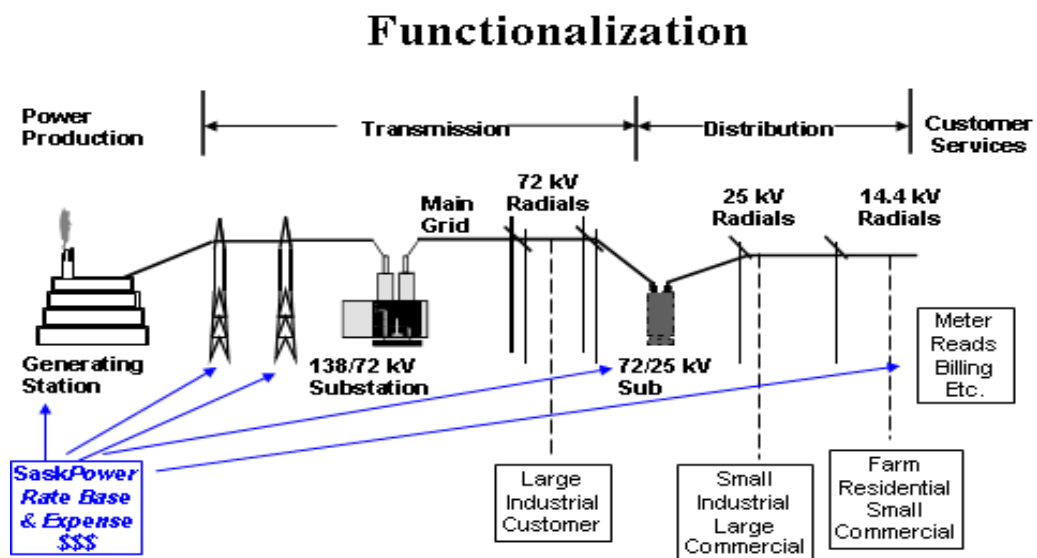 Functionalization
Power
Production
Transmission
Distribution
Customer
Services
Main
Grid
72 kV
Radials
25 kV
Radials
14.4 kV
Radials
Generating
Station
138/72 kV
Substation
72/25 kV
Sub
Meter
Reads
Billing
Etc.
SaskPower
Rate Base
& Expense
$$$
Large
Industrial
Customer
Small
Industrial
Large
Commercial
Farm
Residential
Small
Commercial